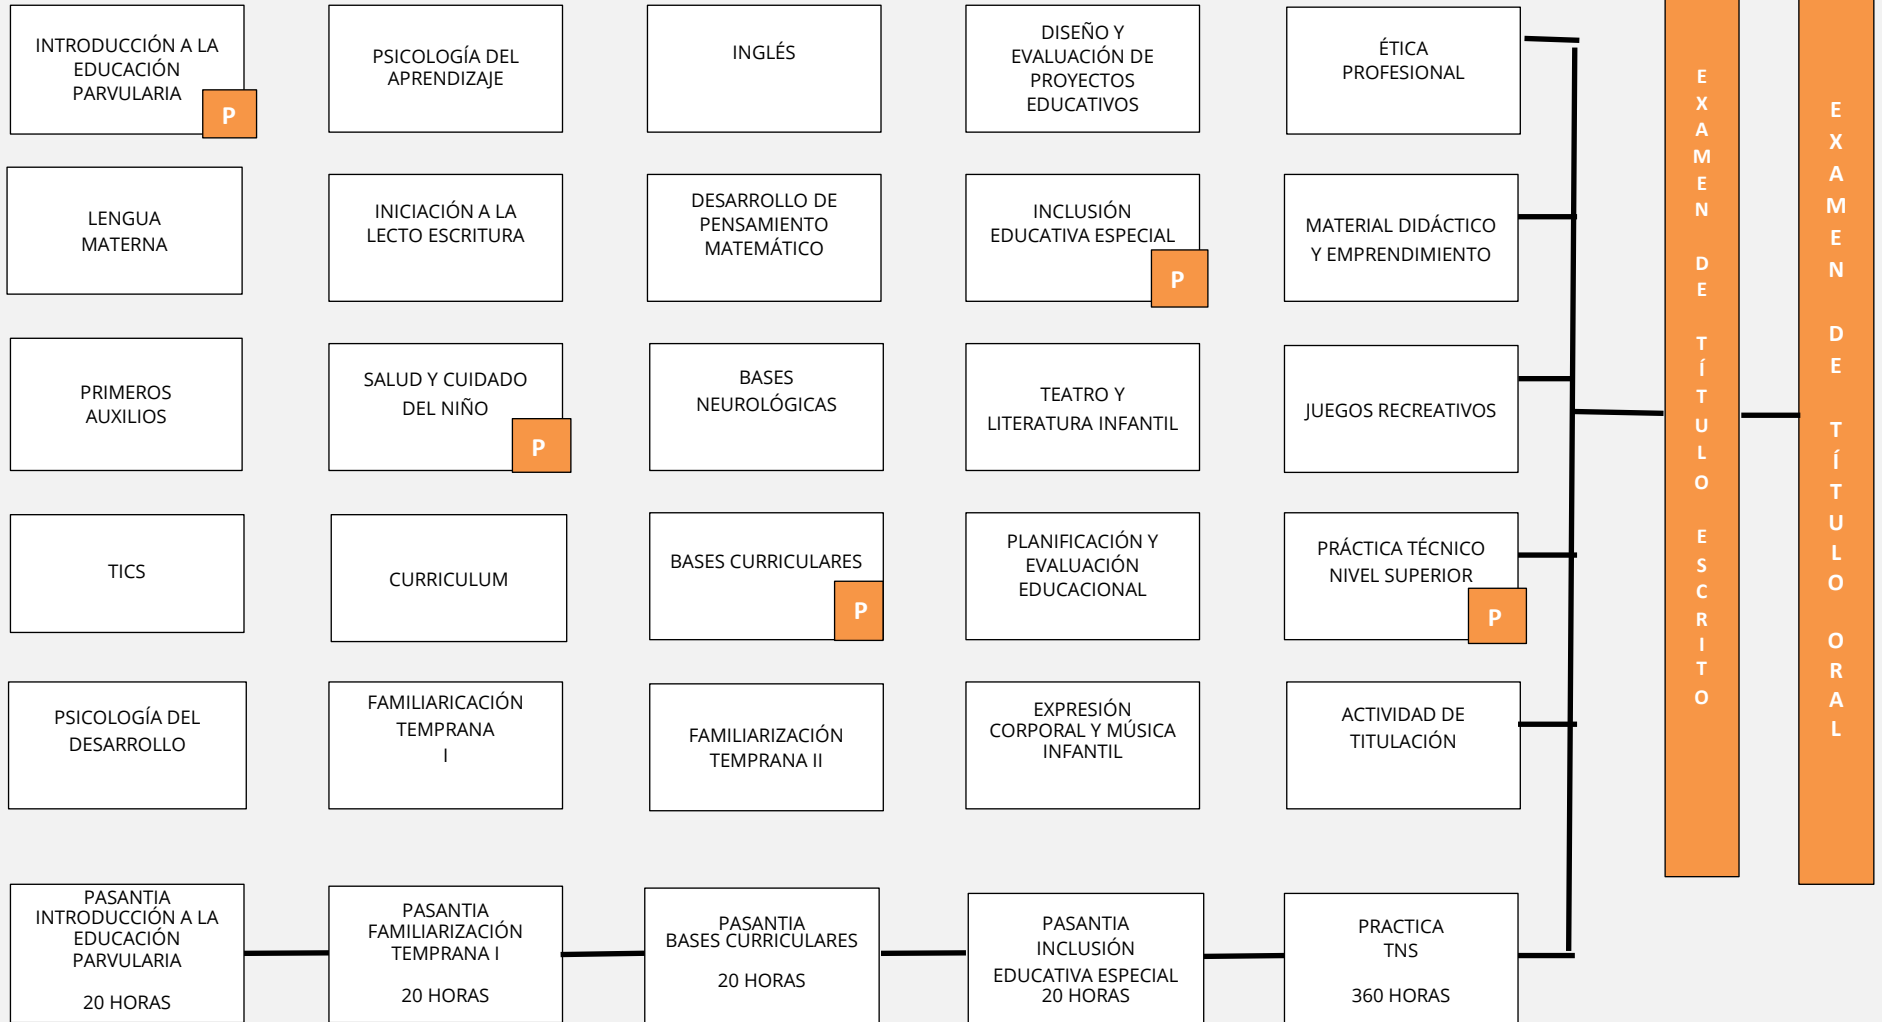 INTRODUCCIÓN A LA
EDUCACIÓN
PARVULARIA
P
PSICOLOGÍA DEL
APRENDIZAJE
INGLÉS
DISEÑO Y
EVALUACIÓN DE
PROYECTOS
EDUCATIVOS
ÉTICA
PROFESIONAL
LENGUA
MATERNA
INICIACIÓN A LA
LECTO ESCRITURA
DESARROLLO DE
PENSAMIENTO
MATEMÁTICO
INCLUSIÓN
EDUCATIVA ESPECIAL
P
MATERIAL DIDÁCTICO
Y EMPRENDIMIENTO
PRIMEROS
AUXILIOS
SALUD Y CUIDADO
DEL NIÑO
P
BASES
NEUROLÓGICAS
TEATRO Y
LITERATURA INFANTIL
JUEGOS RECREATIVOS
TICS
CURRICULUM
BASES CURRICULARES
P
PLANIFICACIÓN Y
EVALUACIÓN
EDUCACIONAL
PRÁCTICA TÉCNICO
NIVEL SUPERIOR
P
PSICOLOGÍA DEL
DESARROLLO
FAMILIARICACIÓN
TEMPRANA
I
FAMILIARIZACIÓN
TEMPRANA II
EXPRESIÓN
CORPORAL Y MÚSICA
INFANTIL
ACTIVIDAD DE
TITULACIÓN
PASANTIA
INTRODUCCIÓN A LA
EDUCACIÓN
PARVULARIA
20 HORAS
PASANTIA
FAMILIARIZACIÓN
TEMPRANA I
20 HORAS
PASANTIA
BASES CURRICULARES
20 HORAS
PASANTIA
INCLUSIÓN
EDUCATIVA ESPECIAL
20 HORAS
PRACTICA
TNS
360 HORAS
EXAMEN DE TÍTULO ESCRITO
EXAMEN DE TÍTULO ORAL